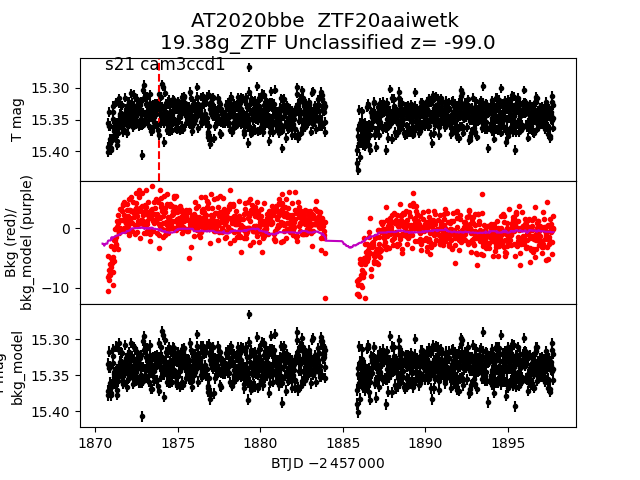 AT2020bbe  ZTF20aaiwetk
19.38g_ZTF Unclassified z= -99.0
s21 cam3ccd1
T mag
15.30
15.35
15.40
Bkg (red)/
bkg_model (purple)
0
−10
bkg_model
15.30
15.35
15.40
1870
1875
1880
1885
1890
1895
BTJD −2 457 000